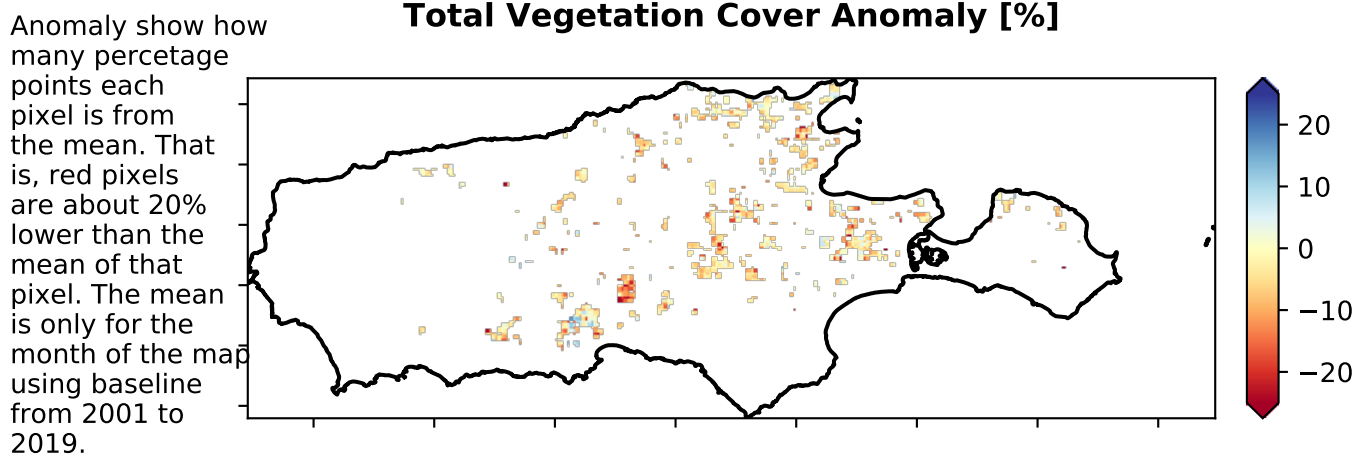 Total Vegetation Cover Anomaly [%]
Anomaly show how
many percetage
points each
pixel is from
the mean. That
is, red pixels
are about 20%
lower than the
mean of that
pixel. The mean
is only for the
month of the map
using baseline
from 2001 to
2019.
20
10
0
−10
−20